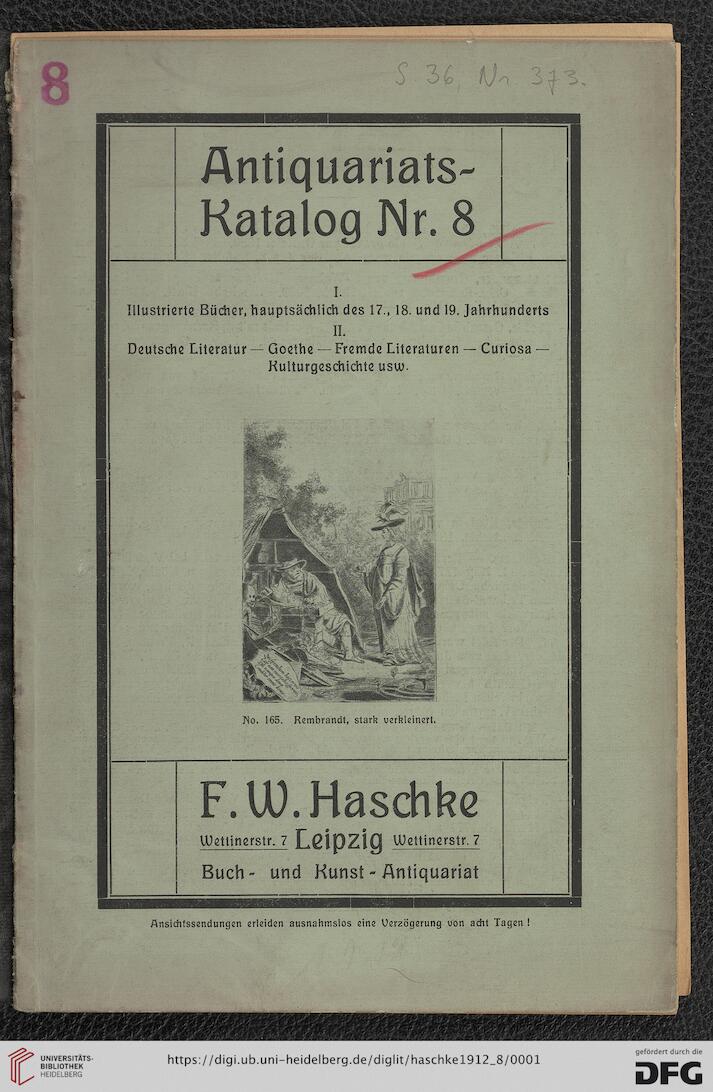 8
S. 36, Nr. 373.
Antiquariats-
Katalog Nr. 8
I.
Illustrierte Bücher, hauptsächlich des 17., 18. und 19. Jahrhunderts
II.
Deutsche Literatur — Goethe — Fremde Literaturen — Curiosa —
Kulturgeschichte usw.
No. 165. Rembrandt, stark verkleinert.
F. W. Haschke
Wettinerstr. 7 Leipzig Wettinerstr. 7
Buch- und Kunst-Antiquariat
Ansichtssendungen erleiden ausnahmslos eine Verzögerung von acht Tagen!
UNIVERSITÄTS-
BIBLIOTHEK
HEIDELBERG
https://digi.ub.uni-heidelberg.de/diglit/haschke1912_8/0001
gefördert durch die
DFG